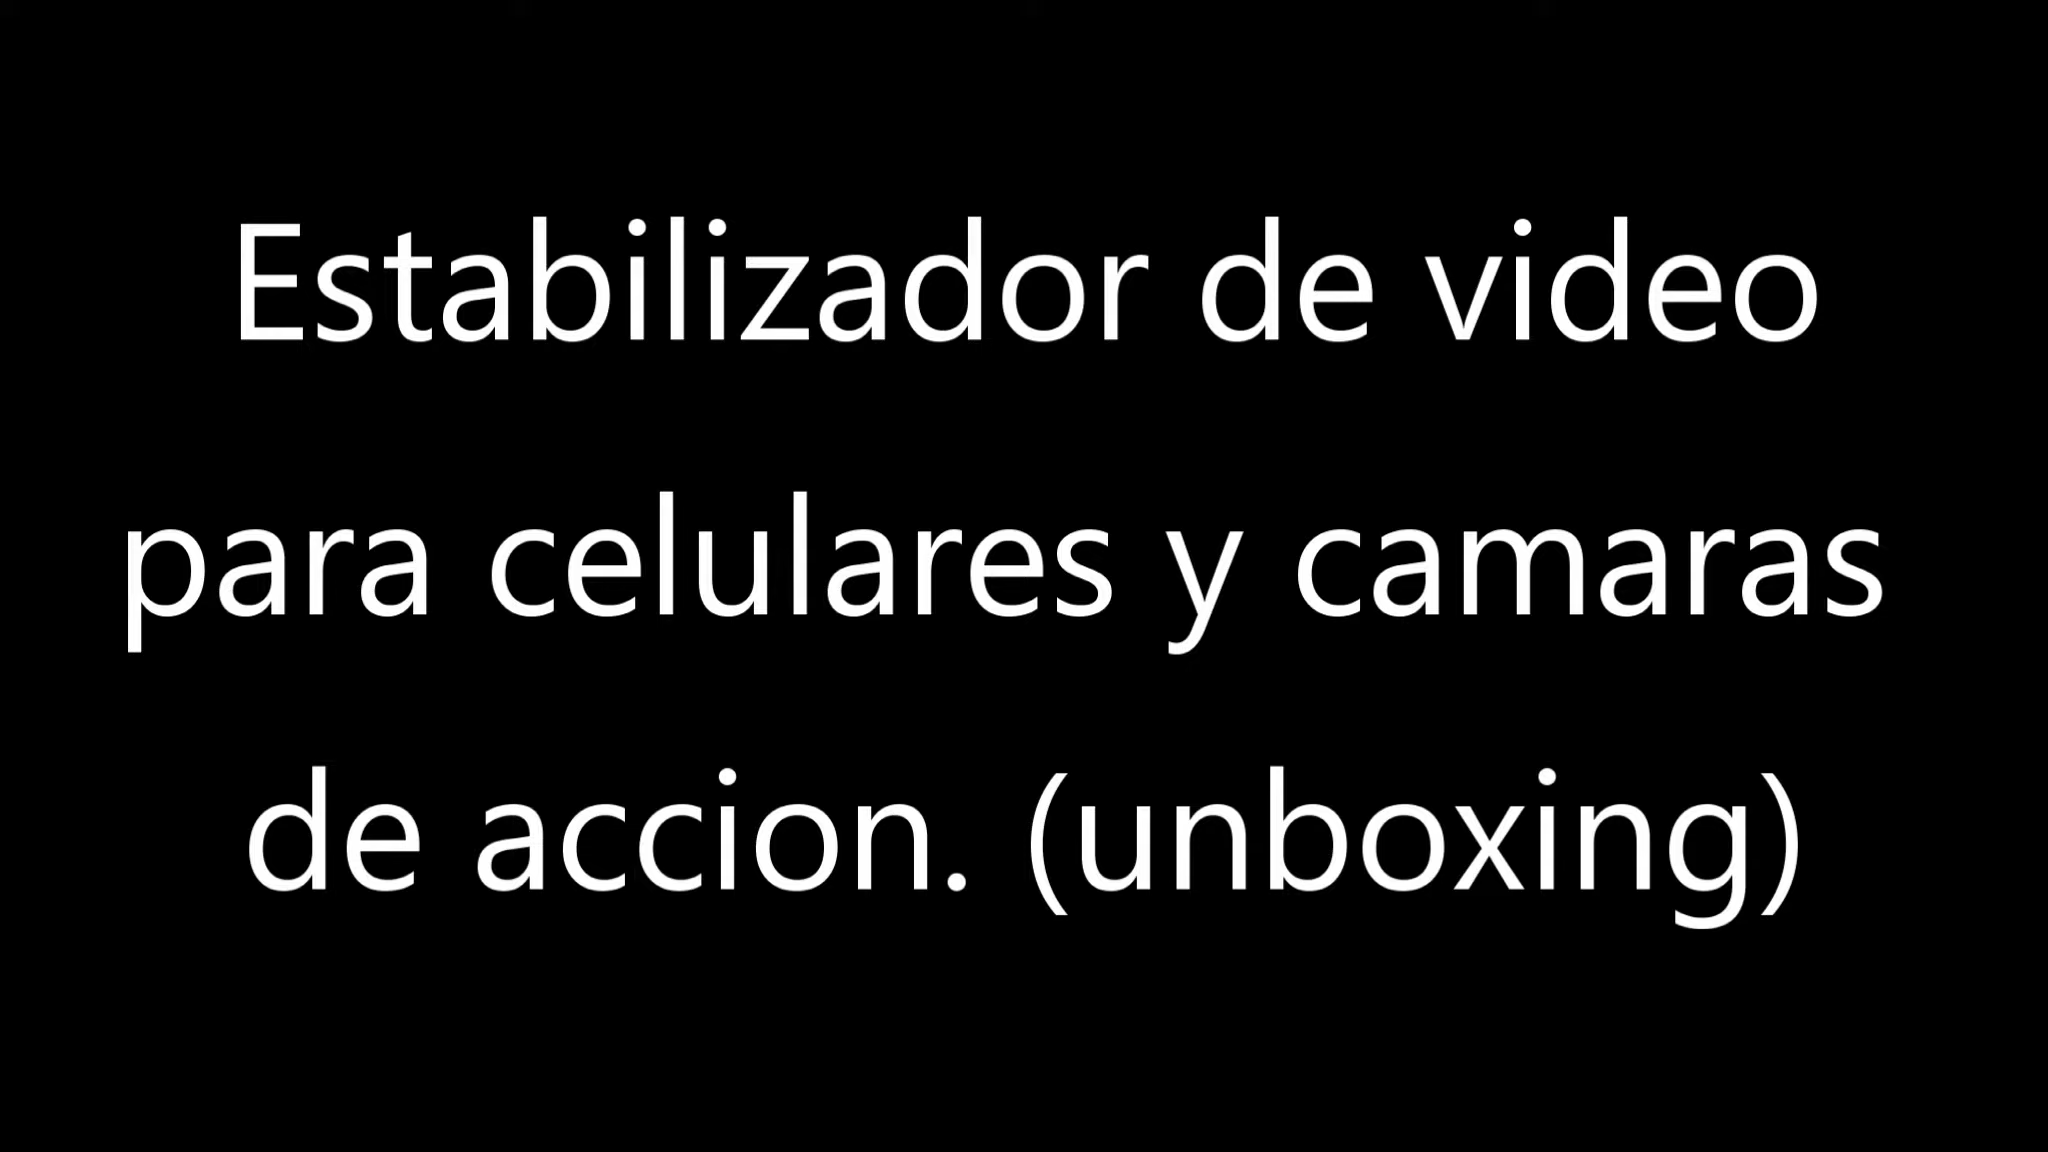 Estabilizador de video
para celulares y camaras
de accion. (unboxing)